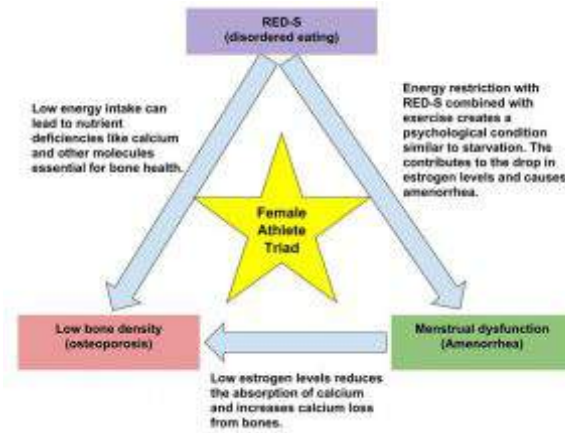 RED-S
(disordered eating)
Low energy intake can
lead to nutrient
deficiencies like calcium
and other molecules
essential for bone health.
Energy restriction with
RED-S combined with
exercise creates a
psychological condition
similar to starvation. The
contributes to the drop in
estrogen levels and causes
amenorrhea.
Female
Athlete
Triad
Low bone density
(osteoporosis)
Menstrual dysfunction
(Amenorrhea)
Low estrogen levels reduces
the absorption of calcium
and increases calcium loss
from bones.